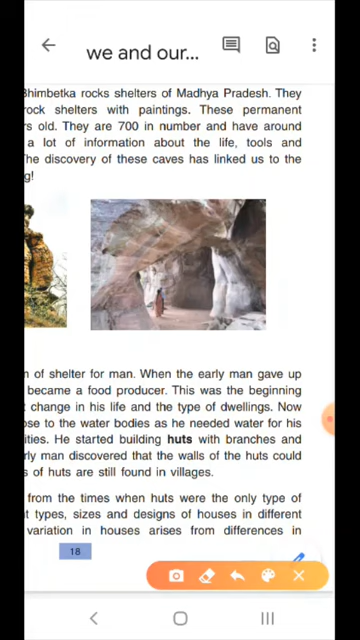 we and our...
Bhimbetka rocks shelters of Madhya Pradesh. They
rock shelters with paintings. These permanent
rs old. They are 700 in number and have around
a lot of information about the life, tools and
The discovery of these caves has linked us to the
g!
n of shelter for man. When the early man gave up
became a food producer. This was the beginning
t change in his life and the type of dwellings. Now
ose to the water bodies as he needed water for his
ities. He started building huts with branches and
rly man discovered that the walls of the huts could
s of huts are still found in villages.
from the times when huts were the only type of
nt types, sizes and designs of houses in different
variation in houses arises from differences in
18